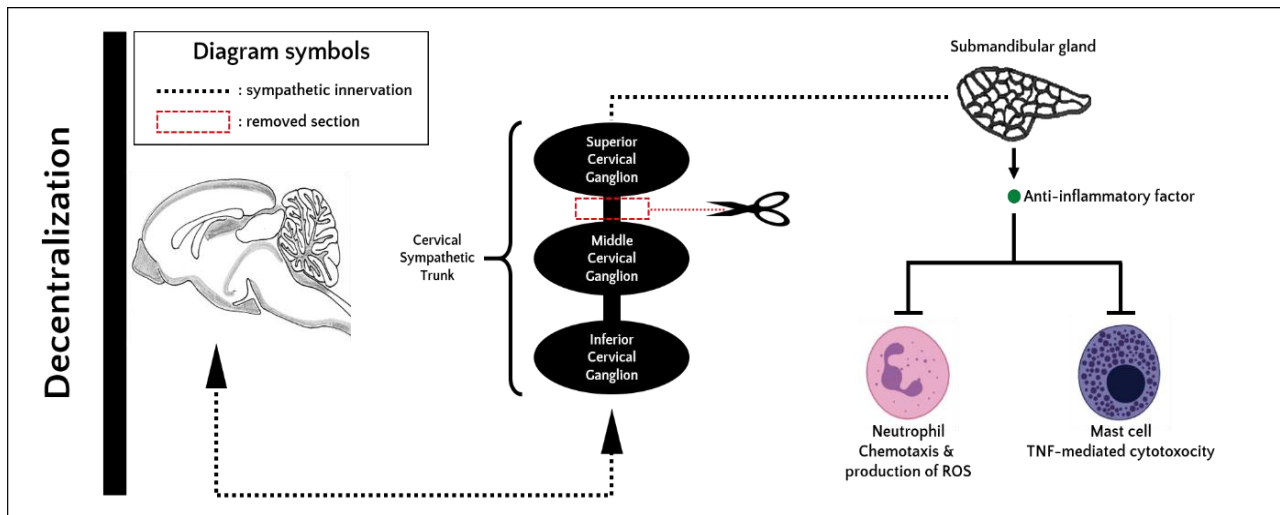 Decentralization
Diagram symbols
: sympathetic innervation
: removed section
Cervical
Sympathetic
Trunk
Superior
Cervical
Ganglion
Middle
Cervical
Ganglion
Inferior
Cervical
Ganglion
Submandibular gland
Anti-inflammatory factor
Neutrophil
Chemotaxis &
production of ROS
Mast cell
TNF-mediated cytotoxocity